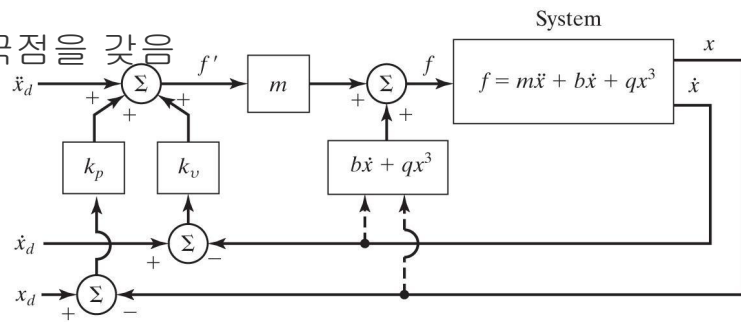 System
극점을 갖음
ẍ_d
+
+
+
Σ
f′
m
+
+
Σ
f
f = mẍ + bẋ + qx³
x
ẋ
k_p
k_υ
bẋ + qx³
ẋ_d
+
Σ
−
x_d
+
Σ
−